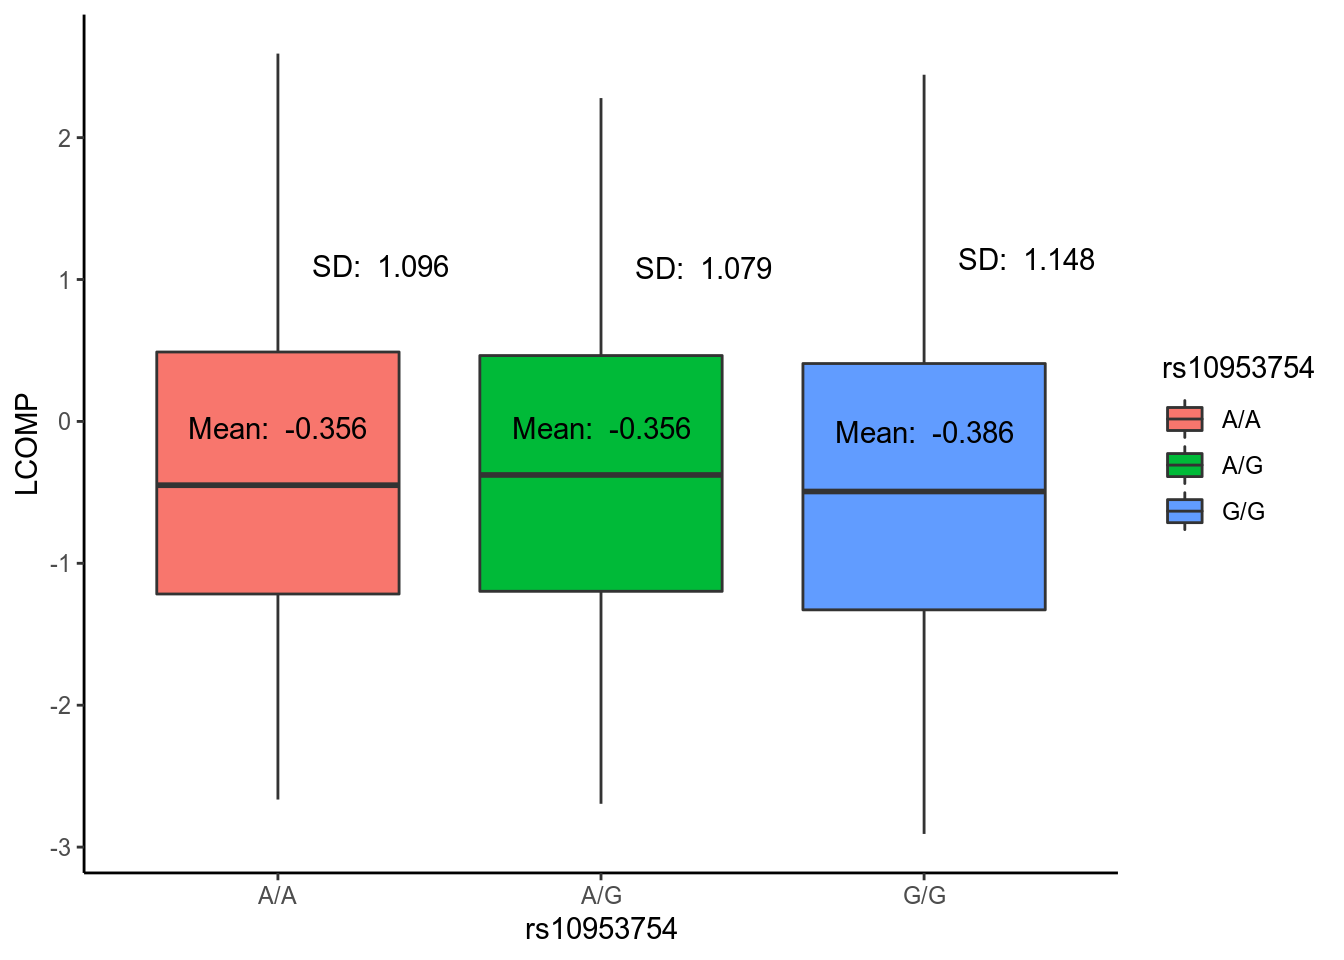 LCOMP
2
1
0
-1
-2
-3
SD:  1.096
SD:  1.079
SD:  1.148
Mean:  -0.356
Mean:  -0.356
Mean:  -0.386
A/A
A/G
G/G
rs10953754
rs10953754
A/A
A/G
G/G